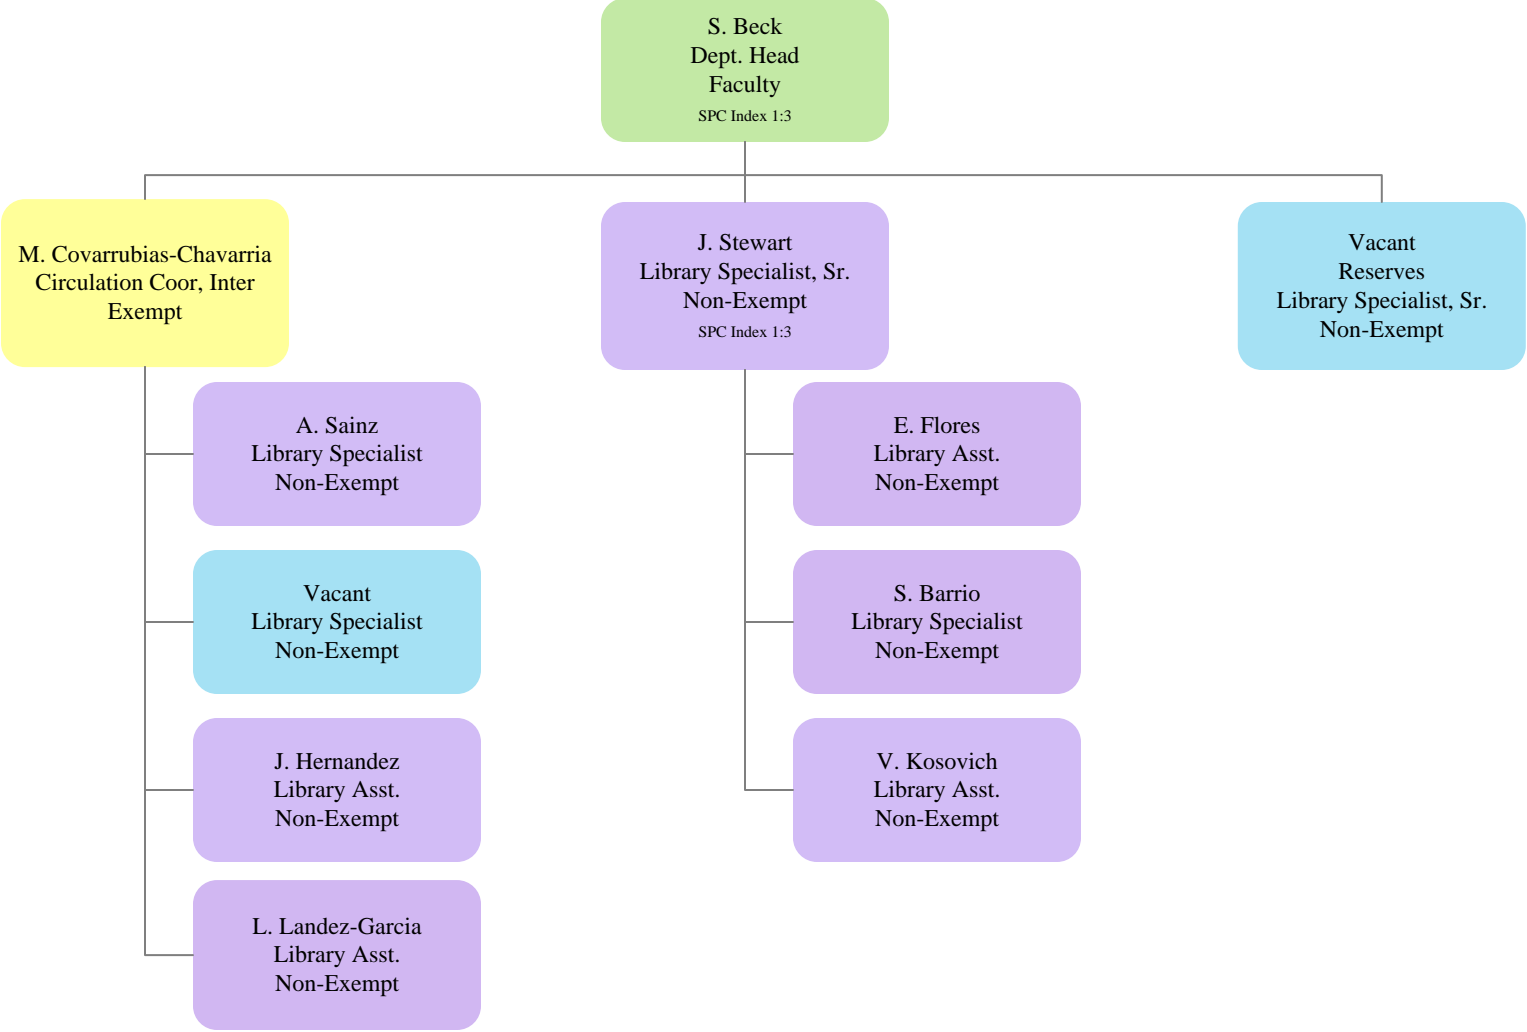 S. Beck
Dept. Head
Faculty
SPC Index 1:3
M. Covarrubias-Chavarria
Circulation Coor, Inter
Exempt
J. Stewart
Library Specialist, Sr.
Non-Exempt
SPC Index 1:3
Vacant
Reserves
Library Specialist, Sr.
Non-Exempt
A. Sainz
Library Specialist
Non-Exempt
Vacant
Library Specialist
Non-Exempt
J. Hernandez
Library Asst.
Non-Exempt
L. Landez-Garcia
Library Asst.
Non-Exempt
E. Flores
Library Asst.
Non-Exempt
S. Barrio
Library Specialist
Non-Exempt
V. Kosovich
Library Asst.
Non-Exempt